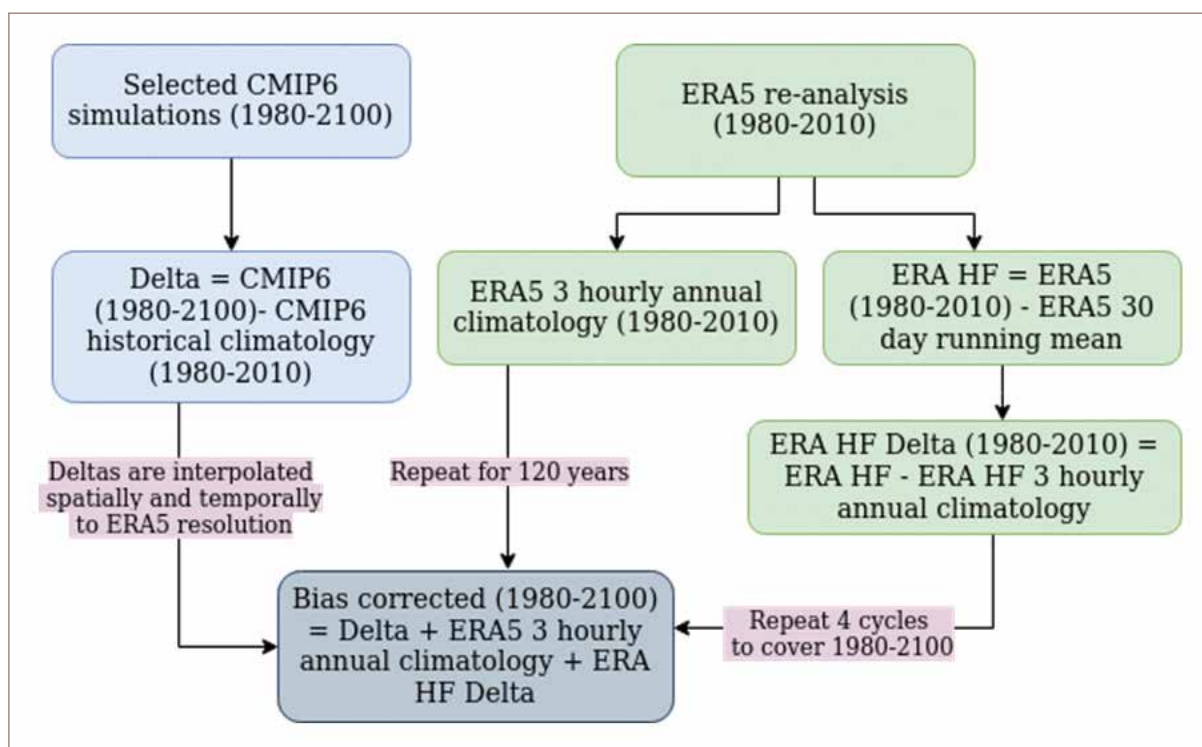 Selected CMIP6
simulations (1980-2100)
ERA5 re-analysis
(1980-2010)
Delta = CMIP6
(1980-2100)- CMIP6
historical climatology
(1980-2010)
ERA5 3 hourly annual
climatology (1980-2010)
ERA HF = ERA5
(1980-2010) - ERA5 30
day running mean
ERA HF Delta (1980-2010) =
ERA HF - ERA HF 3 hourly
annual climatology
Deltas are interpolated
spatially and temporally
to ERA5 resolution
Repeat for 120 years
Repeat 4 cycles
to cover 1980-2100
Bias corrected (1980-2100)
= Delta + ERA5 3 hourly
annual climatology + ERA
HF Delta